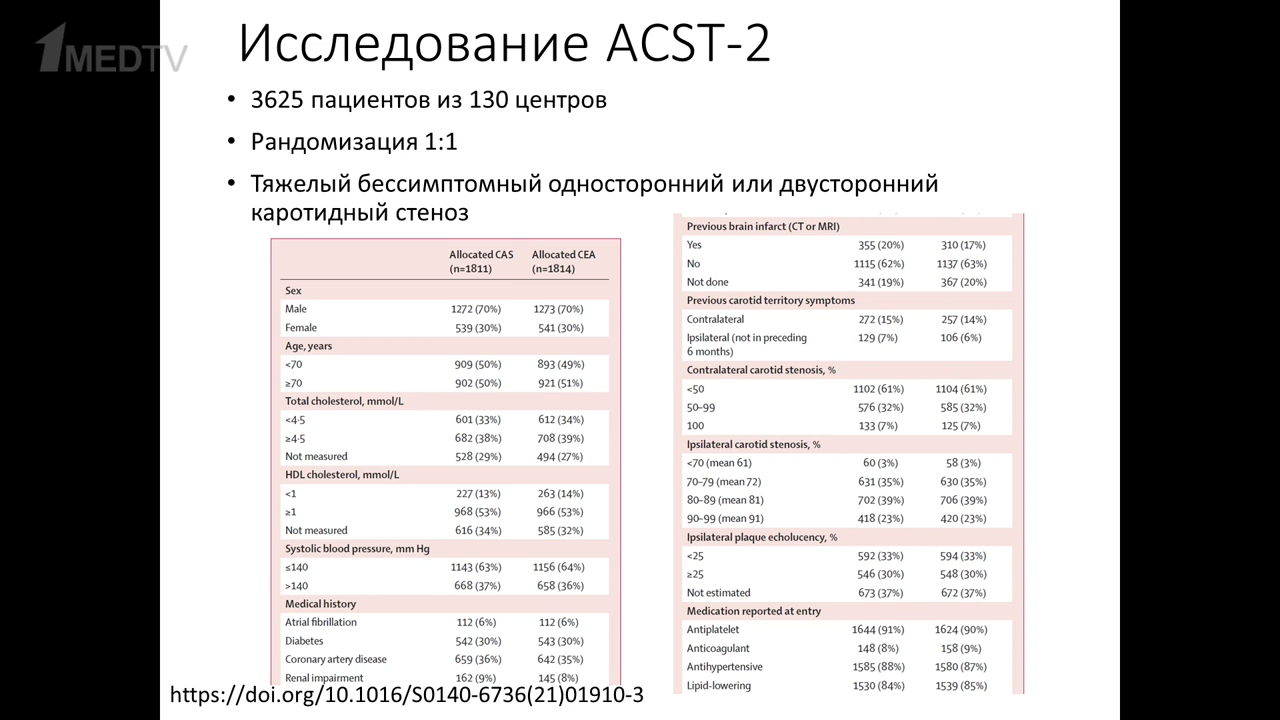 1MEDTV
Исследование ACST-2
• 3625 пациентов из 130 центров
• Рандомизация 1:1
• Тяжелый бессимптомный односторонний или двусторонний
каротидный стеноз
Allocated CAS Allocated CEA
(n=1811) (n=1814)
Sex
Male 1272 (70%) 1273 (70%)
Female 539 (30%) 541 (30%)
Age, years
<70 909 (50%) 893 (49%)
≥70 902 (50%) 921 (51%)
Total cholesterol, mmol/L
<4·5 601 (33%) 612 (34%)
≥4·5 682 (38%) 708 (39%)
Not measured 528 (29%) 494 (27%)
HDL cholesterol, mmol/L
<1 227 (13%) 263 (14%)
≥1 968 (53%) 966 (53%)
Not measured 616 (34%) 585 (32%)
Systolic blood pressure, mm Hg
≤140 1143 (63%) 1156 (64%)
>140 668 (37%) 658 (36%)
Medical history
Atrial fibrillation 112 (6%) 112 (6%)
Diabetes 542 (30%) 543 (30%)
Coronary artery disease 659 (36%) 642 (35%)
Renal impairment 162 (9%) 145 (8%)
Previous brain infarct (CT or MRI)
Yes 355 (20%) 310 (17%)
No 1115 (62%) 1137 (63%)
Not done 341 (19%) 367 (20%)
Previous carotid territory symptoms
Contralateral 272 (15%) 257 (14%)
Ipsilateral (not in preceding 129 (7%) 106 (6%)
6 months)
Contralateral carotid stenosis, %
<50 1102 (61%) 1104 (61%)
50–99 576 (32%) 585 (32%)
100 133 (7%) 125 (7%)
Ipsilateral carotid stenosis, %
<70 (mean 61) 60 (3%) 58 (3%)
70–79 (mean 72) 631 (35%) 630 (35%)
80–89 (mean 81) 702 (39%) 706 (39%)
90–99 (mean 91) 418 (23%) 420 (23%)
Ipsilateral plaque echolucency, %
<25 592 (33%) 594 (33%)
≥25 546 (30%) 548 (30%)
Not estimated 673 (37%) 672 (37%)
Medication reported at entry
Antiplatelet 1644 (91%) 1624 (90%)
Anticoagulant 148 (8%) 158 (9%)
Antihypertensive 1585 (88%) 1580 (87%)
Lipid-lowering 1530 (84%) 1539 (85%)
https://doi.org/10.1016/S0140-6736(21)01910-3